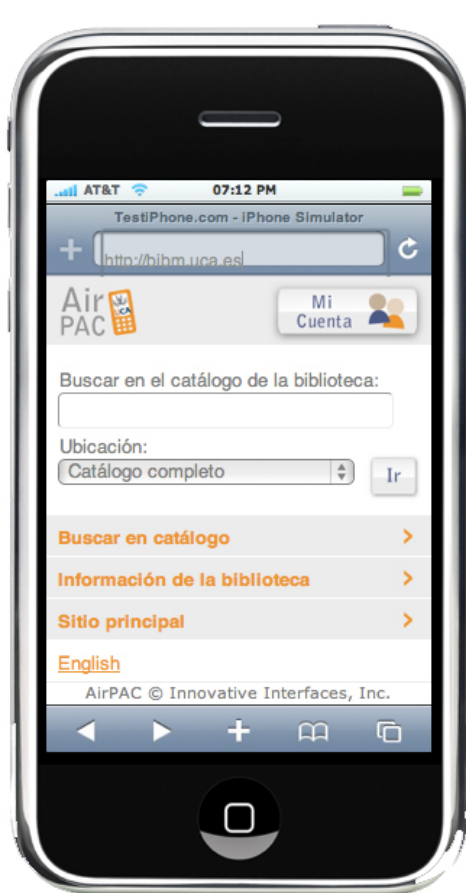 AT&T 07:12 PM
TestiPhone.com - iPhone Simulator
http://bibm.uca.es
Air
PAC
UCA
Mi
Cuenta
Buscar en el catálogo de la biblioteca:
Ubicación:
Catálogo completo
Ir
Buscar en catálogo
Información de la biblioteca
Sitio principal
English
AirPAC © Innovative Interfaces, Inc.